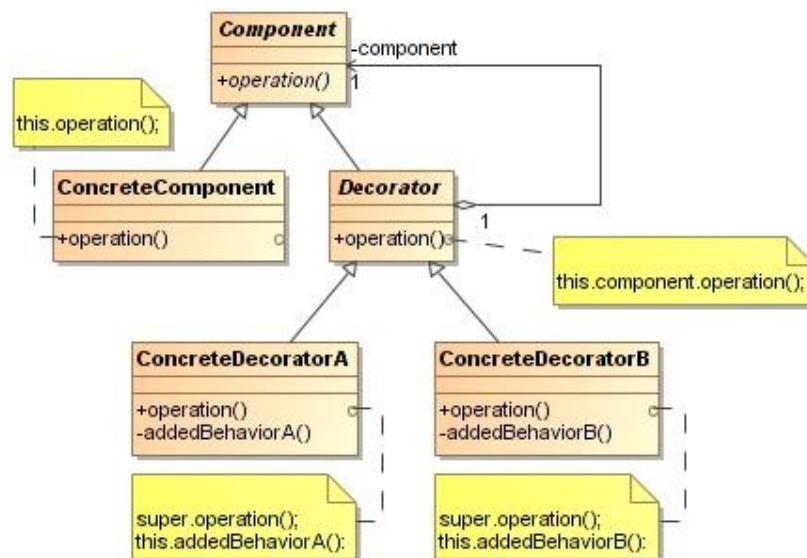 Component
-component
+operation()
1
this.operation();
ConcreteComponent
+operation()
Decorator
+operation()
1
this.component.operation();
ConcreteDecoratorA
+operation()
-addedBehaviorA()
ConcreteDecoratorB
+operation()
-addedBehaviorB()
super.operation();
this.addedBehaviorA():
super.operation();
this.addedBehaviorB():